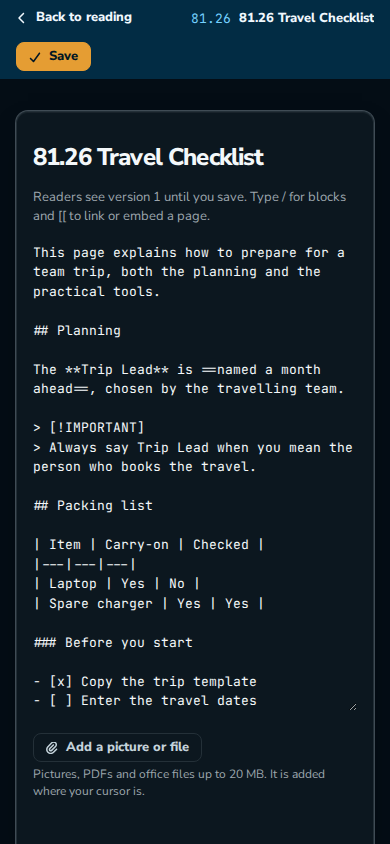 Back to reading
81.26 81.26 Travel Checklist
Save
81.26 Travel Checklist
Readers see version 1 until you save. Type / for blocks
and [[ to link or embed a page.
This page explains how to prepare for a
team trip, both the planning and the
practical tools.
## Planning
The **Trip Lead** is ==named a month
ahead==, chosen by the travelling team.
> [!IMPORTANT]
> Always say Trip Lead when you mean the
person who books the travel.
## Packing list
| Item | Carry-on | Checked |
|---|---|---|
| Laptop | Yes | No |
| Spare charger | Yes | Yes |
### Before you start
- [x] Copy the trip template
- [ ] Enter the travel dates
Add a picture or file
Pictures, PDFs and office files up to 20 MB. It is added
where your cursor is.